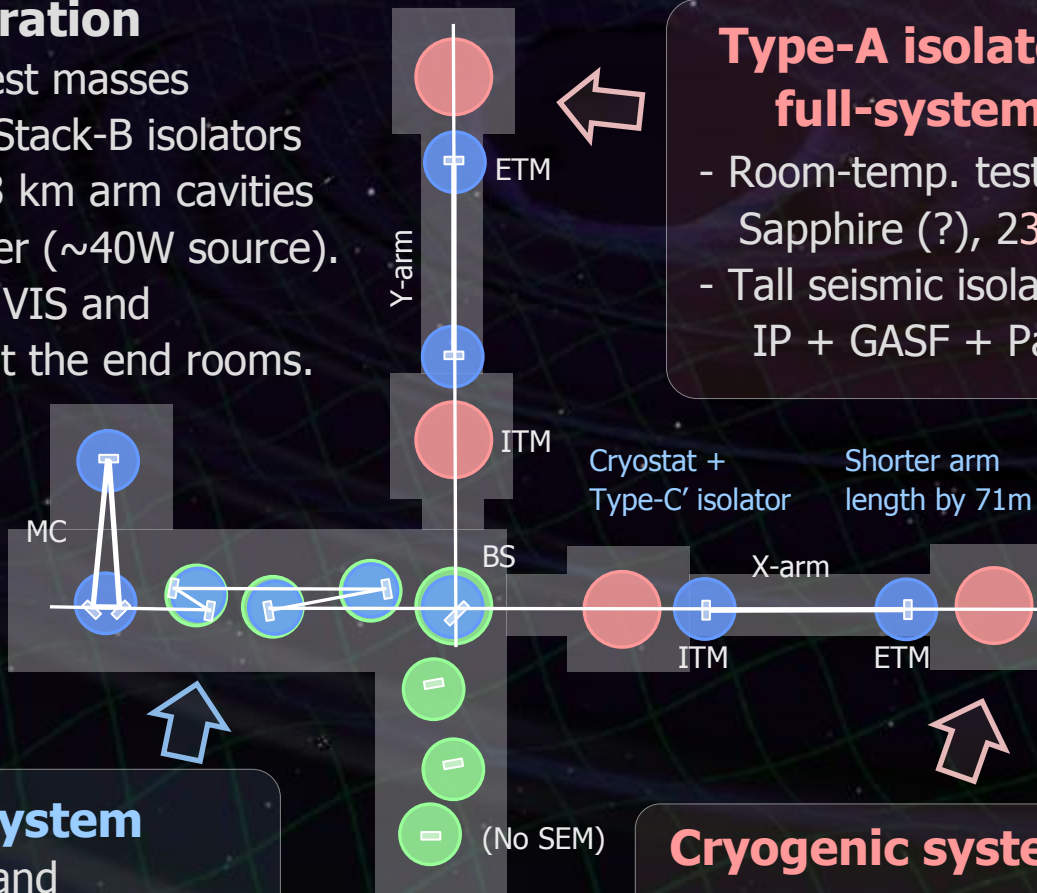 ration
est masses
Stack-B isolators
3 km arm cavities
er (~40W source).
VIS and
t the end rooms.
Type-A isolat
full-system
- Room-temp. test
Sapphire (?), 23
- Tall seismic isola
IP + GASF + Pa
ETM
Y-arm
ITM
Cryostat +
Type-C’ isolator
Shorter arm
length by 71m
MC
BS
X-arm
ITM
ETM
(No SEM)
ystem
and
Cryogenic syste